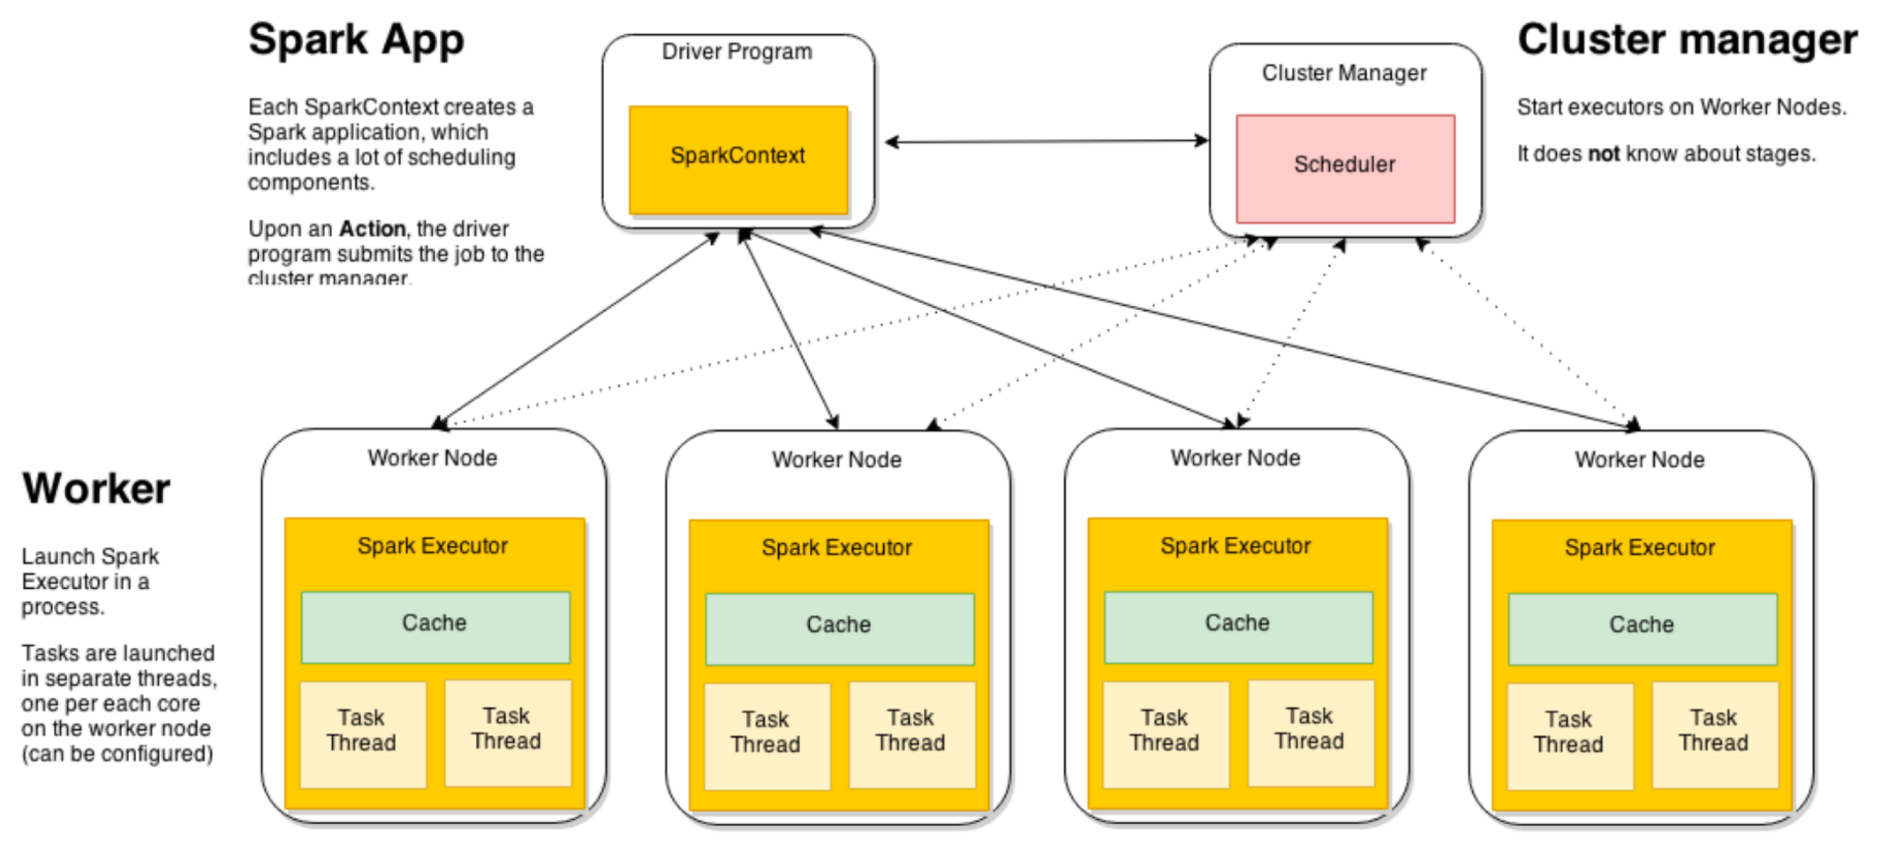 Spark App
Each SparkContext creates a
Spark application, which
includes a lot of scheduling
components.
Upon an Action, the driver
program submits the job to the
cluster manager.
Driver Program
SparkContext
Cluster Manager
Scheduler
Cluster manager
Start executors on Worker Nodes.
It does not know about stages.
Worker
Launch Spark
Executor in a
process.
Tasks are launched
in separate threads,
one per each core
on the worker node
(can be configured)
Worker Node
Spark Executor
Cache
Task
Thread
Task
Thread
Worker Node
Spark Executor
Cache
Task
Thread
Task
Thread
Worker Node
Spark Executor
Cache
Task
Thread
Task
Thread
Worker Node
Spark Executor
Cache
Task
Thread
Task
Thread